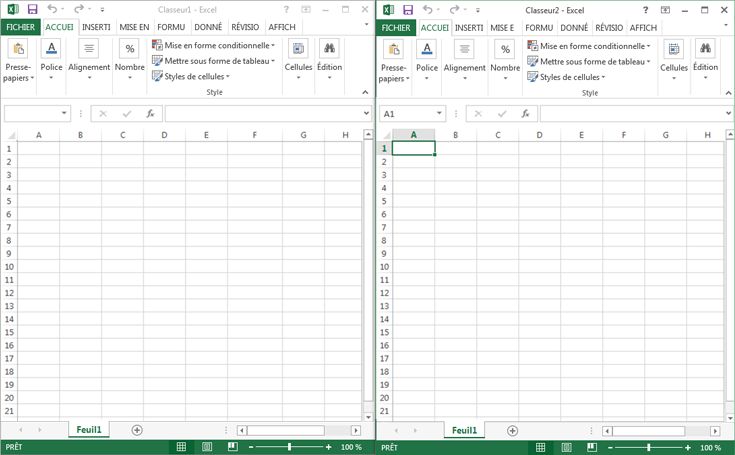 Classeur1 - Excel
FICHIER ACCUEI INSERTI MISE EN FORMU DONNÉ RÉVISIO AFFICH
Presse-papiers
Police
Alignement
Nombre
Mise en forme conditionnelle
Mettre sous forme de tableau
Styles de cellules
Cellules
Édition
Style
fx
A B C D E F G H
1
2
3
4
5
6
7
8
9
10
11
12
13
14
15
16
17
18
19
20
21
Feuil1
PRÊT 100 %
Classeur2 - Excel
FICHIER ACCUEI INSERTI MISE E FORMU DONNÉ RÉVISIO AFFICH
Presse-papiers
Police
Alignement
Nombre
Mise en forme conditionnelle
Mettre sous forme de tableau
Styles de cellules
Cellules
Édition
Style
A1 fx
A B C D E F G H
1
2
3
4
5
6
7
8
9
10
11
12
13
14
15
16
17
18
19
20
21
Feuil1
PRÊT 100 %